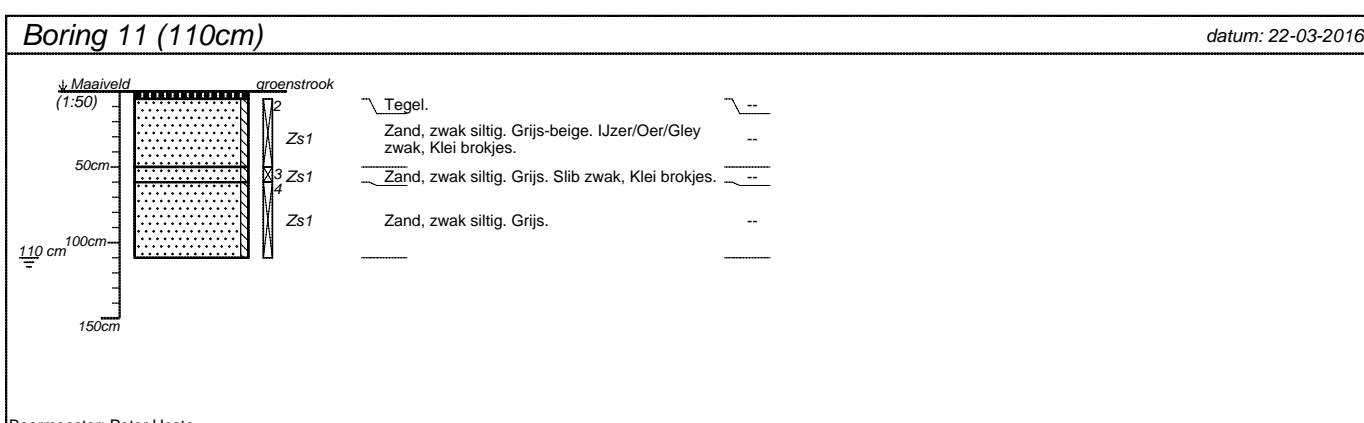 Boring 11 (110cm)
datum: 22-03-2016
Maaiveld
groenstrook
(1:50)
2
Tegel.
--
Zs1
Zand, zwak siltig. Grijs-beige. IJzer/Oer/Gley
zwak, Klei brokjes.
--
50cm
3 Zs1
Zand, zwak siltig. Grijs. Slib zwak, Klei brokjes.
--
4
Zs1
Zand, zwak siltig. Grijs.
--
100cm
110 cm
150cm